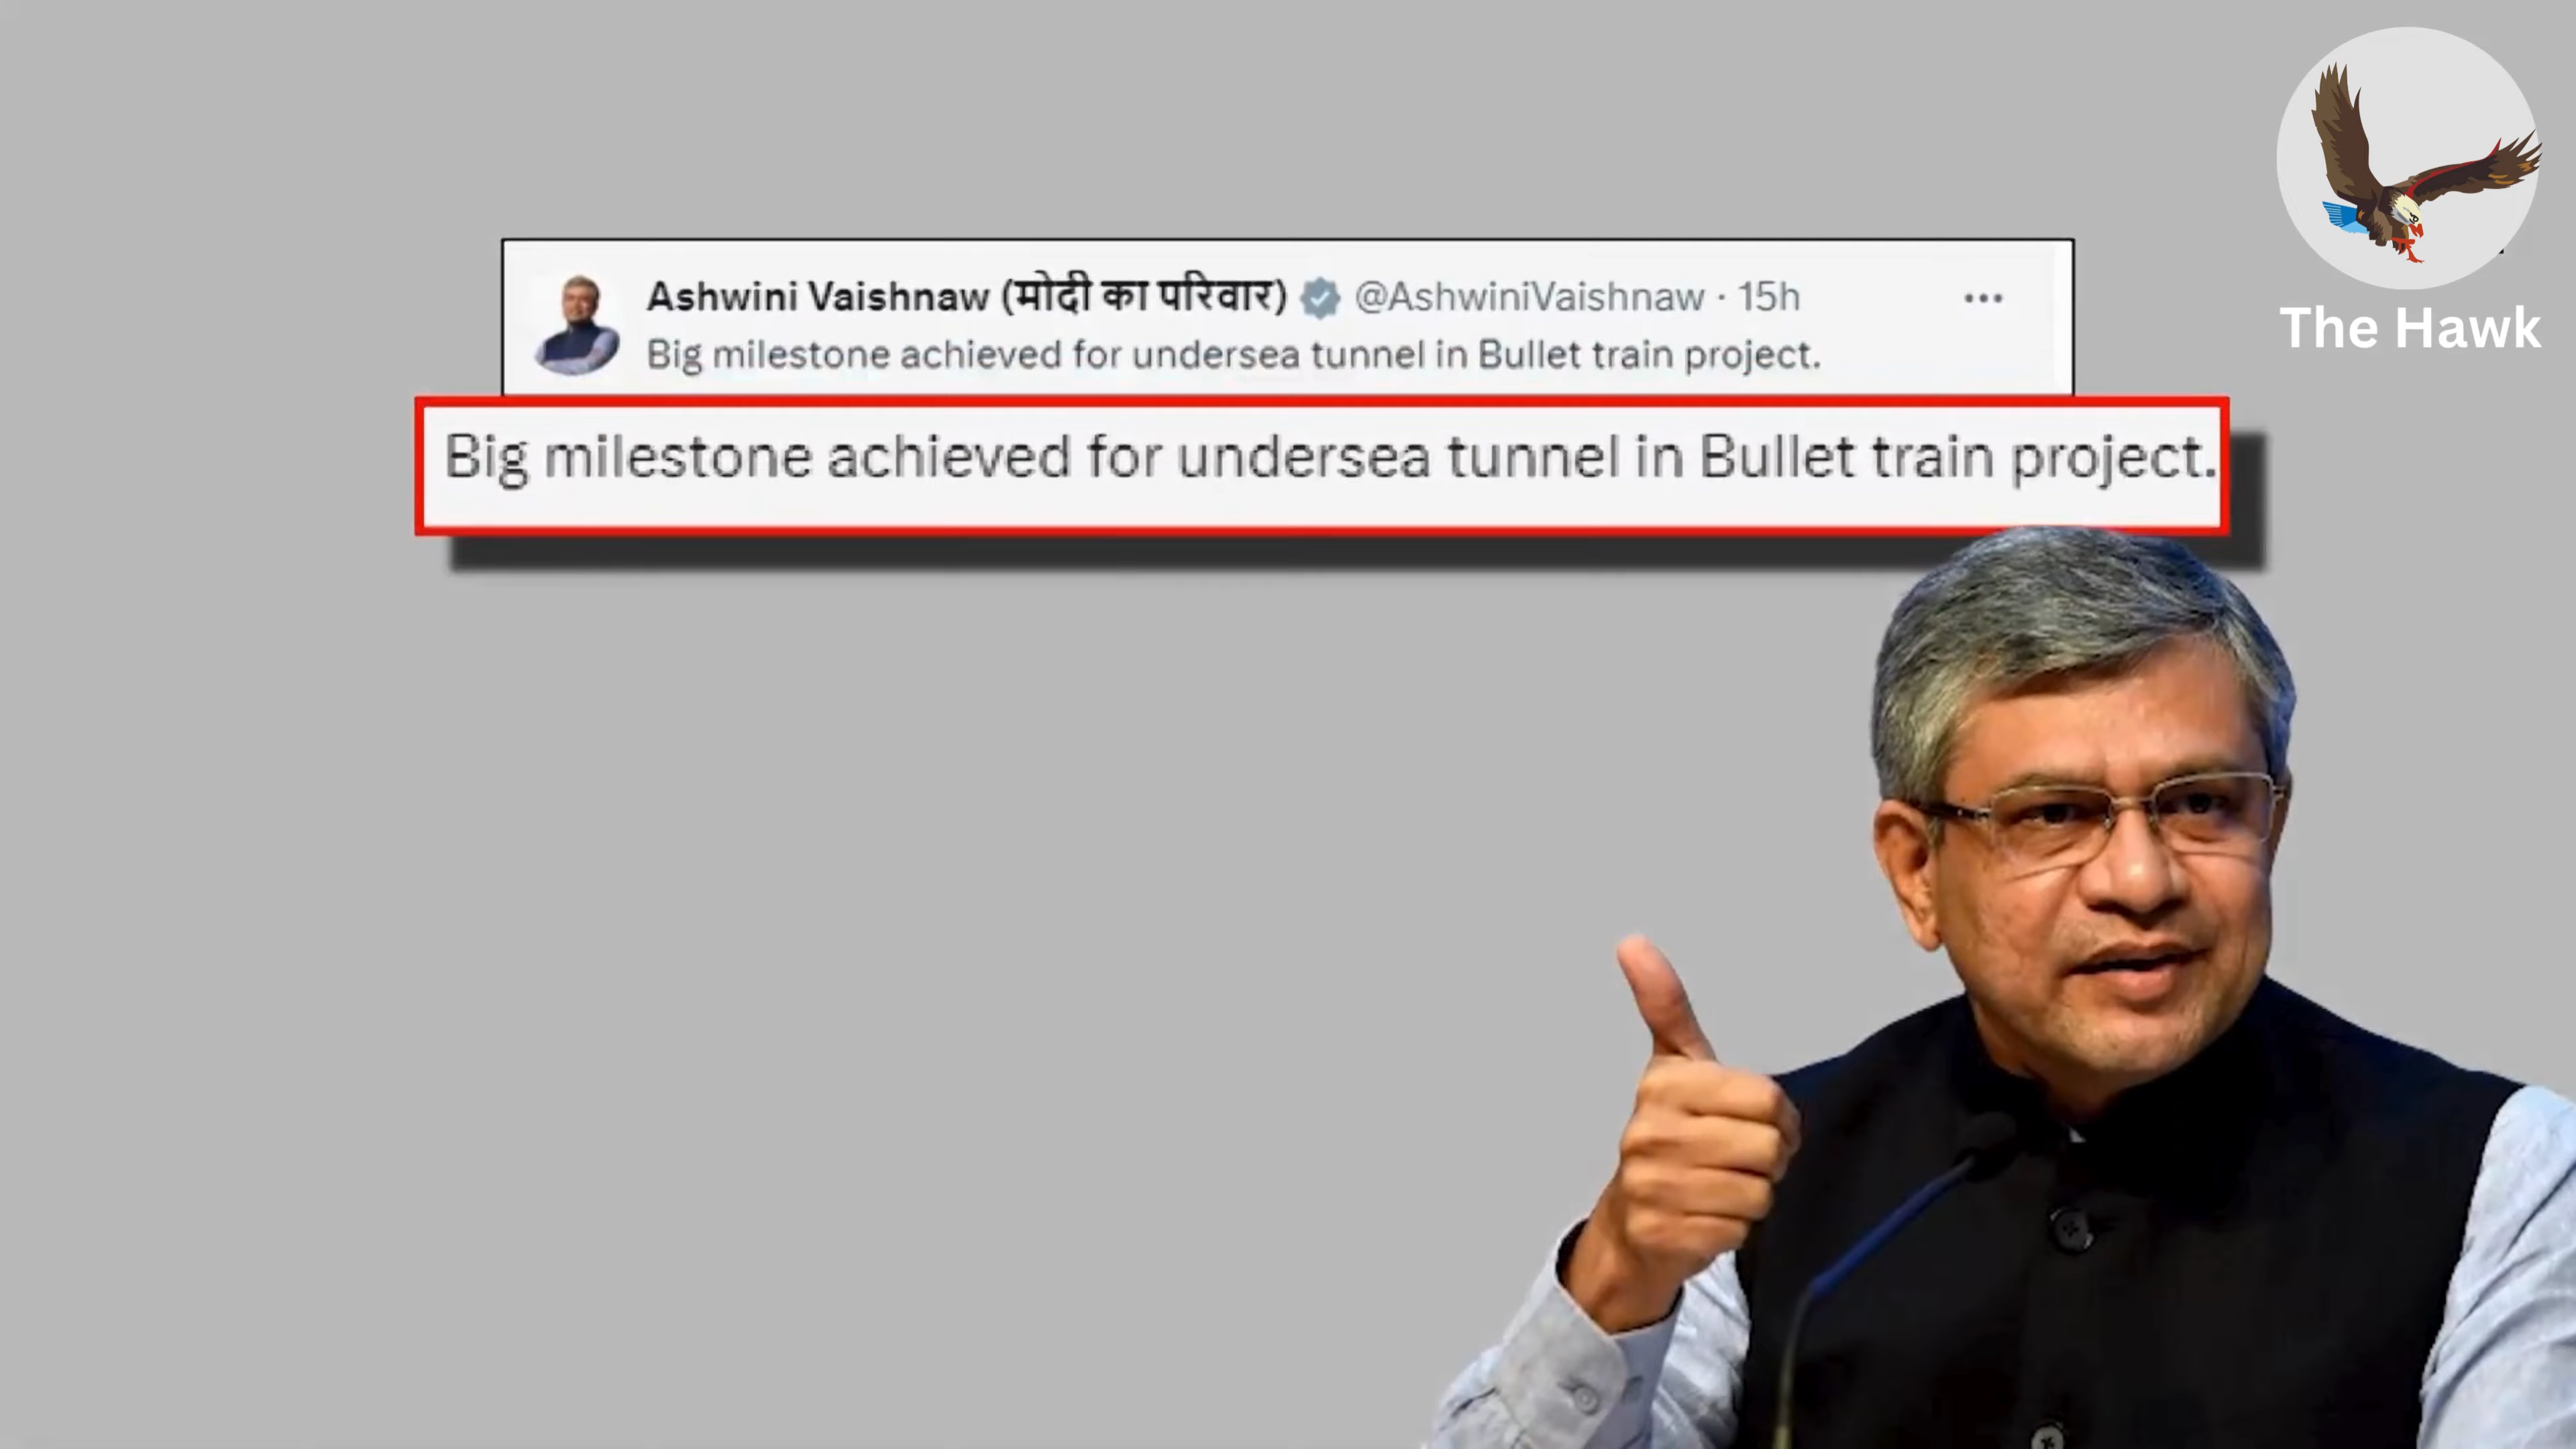 Ashwini Vaishnaw (मोदी का परिवार) @AshwiniVaishnaw · 15h
Big milestone achieved for undersea tunnel in Bullet train project.
Big milestone achieved for undersea tunnel in Bullet train project.
The Hawk